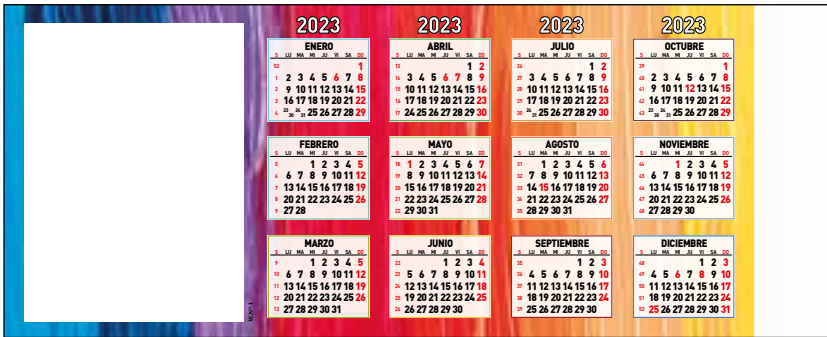 2023
ENERO
S LU MA MI JU VI SA DO
52 1
1 2 3 4 5 6 7 8
2 9 10 11 12 13 14 15
3 16 17 18 19 20 21 22
4 23 30 24 31 25 26 27 28 29
FEBRERO
S LU MA MI JU VI SA DO
5 1 2 3 4 5
6 6 7 8 9 10 11 12
7 13 14 15 16 17 18 19
8 20 21 22 23 24 25 26
9 27 28
MARZO
S LU MA MI JU VI SA DO
9 1 2 3 4 5
10 6 7 8 9 10 11 12
11 13 14 15 16 17 18 19
12 20 21 22 23 24 25 26
13 27 28 29 30 31
2023
ABRIL
S LU MA MI JU VI SA DO
13 1 2
14 3 4 5 6 7 8 9
15 10 11 12 13 14 15 16
16 17 18 19 20 21 22 23
17 24 25 26 27 28 29 30
MAYO
S LU MA MI JU VI SA DO
18 1 2 3 4 5 6 7
19 8 9 10 11 12 13 14
20 15 16 17 18 19 20 21
21 22 23 24 25 26 27 28
22 29 30 31
JUNIO
S LU MA MI JU VI SA DO
22 1 2 3 4
23 5 6 7 8 9 10 11
24 12 13 14 15 16 17 18
25 19 20 21 22 23 24 25
26 26 27 28 29 30
2023
JULIO
S LU MA MI JU VI SA DO
26 1 2
27 3 4 5 6 7 8 9
28 10 11 12 13 14 15 16
29 17 18 19 20 21 22 23
30 24 31 25 26 27 28 29 30
AGOSTO
S LU MA MI JU VI SA DO
31 1 2 3 4 5 6
32 7 8 9 10 11 12 13
33 14 15 16 17 18 19 20
34 21 22 23 24 25 26 27
35 28 29 30 31
SEPTIEMBRE
S LU MA MI JU VI SA DO
35 1 2 3
36 4 5 6 7 8 9 10
37 11 12 13 14 15 16 17
38 18 19 20 21 22 23 24
39 25 26 27 28 29 30
2023
OCTUBRE
S LU MA MI JU VI SA DO
39 1
40 2 3 4 5 6 7 8
41 9 10 11 12 13 14 15
42 16 17 18 19 20 21 22
43 23 30 24 31 25 26 27 28 29
NOVIEMBRE
S LU MA MI JU VI SA DO
44 1 2 3 4 5
45 6 7 8 9 10 11 12
46 13 14 15 16 17 18 19
47 20 21 22 23 24 25 26
48 27 28 29 30
DICIEMBRE
S LU MA MI JU VI SA DO
48 1 2 3
49 4 5 6 7 8 9 10
50 11 12 13 14 15 16 17
51 18 19 20 21 22 23 24
52 25 26 27 28 29 30 31